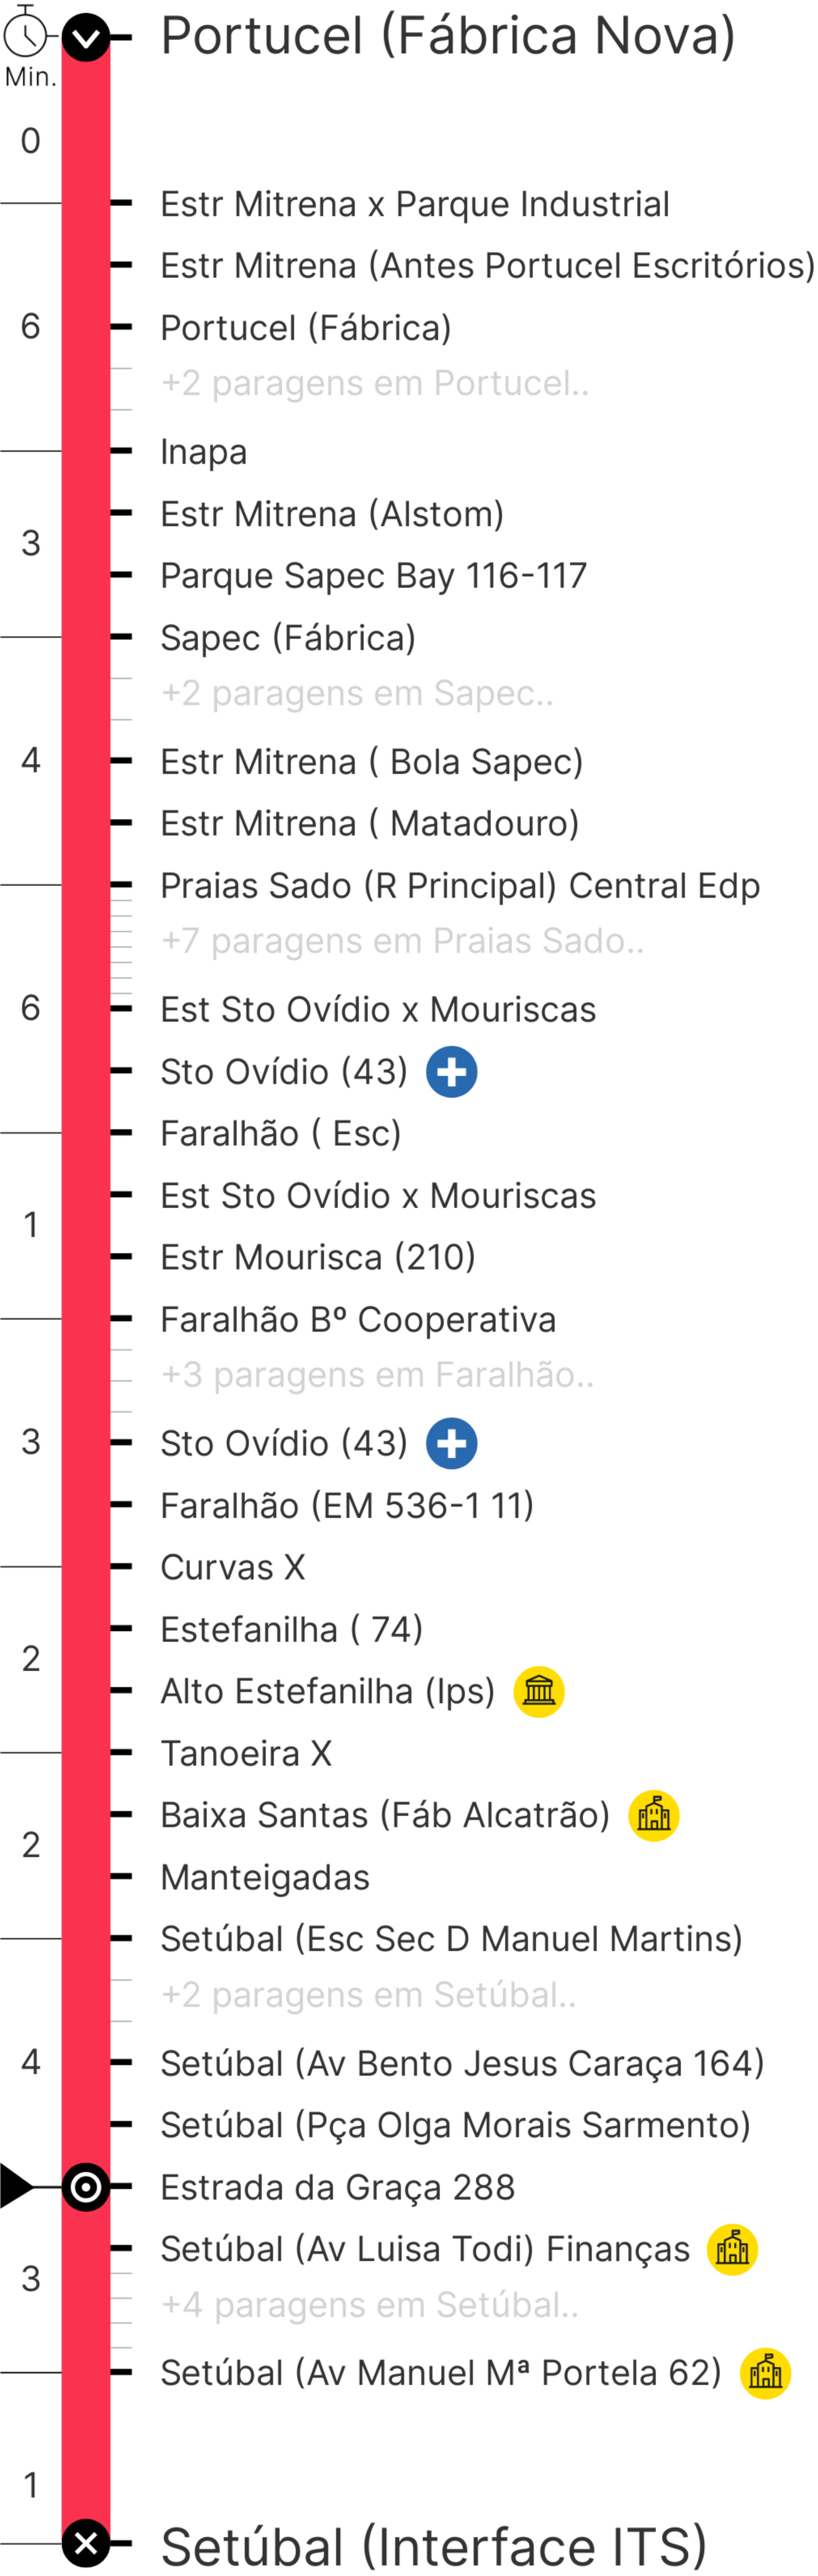 Portucel (Fábrica Nova)
Min.
0
Estr Mitrena x Parque Industrial
Estr Mitrena (Antes Portucel Escritórios)
6
Portucel (Fábrica)
+2 paragens em Portucel..
Inapa
Estr Mitrena (Alstom)
3
Parque Sapec Bay 116-117
Sapec (Fábrica)
+2 paragens em Sapec..
4
Estr Mitrena ( Bola Sapec)
Estr Mitrena ( Matadouro)
Praias Sado (R Principal) Central Edp
+7 paragens em Praias Sado..
6
Est Sto Ovídio x Mouriscas
Sto Ovídio (43)
Faralhão ( Esc)
Est Sto Ovídio x Mouriscas
1
Estr Mourisca (210)
Faralhão Bº Cooperativa
+3 paragens em Faralhão..
3
Sto Ovídio (43)
Faralhão (EM 536-1 11)
Curvas X
Estefanilha ( 74)
2
Alto Estefanilha (Ips)
Tanoeira X
Baixa Santas (Fáb Alcatrão)
2
Manteigadas
Setúbal (Esc Sec D Manuel Martins)
+2 paragens em Setúbal..
4
Setúbal (Av Bento Jesus Caraça 164)
Setúbal (Pça Olga Morais Sarmento)
Estrada da Graça 288
Setúbal (Av Luisa Todi) Finanças
3
+4 paragens em Setúbal..
Setúbal (Av Manuel Mª Portela 62)
1
Setúbal (Interface ITS)